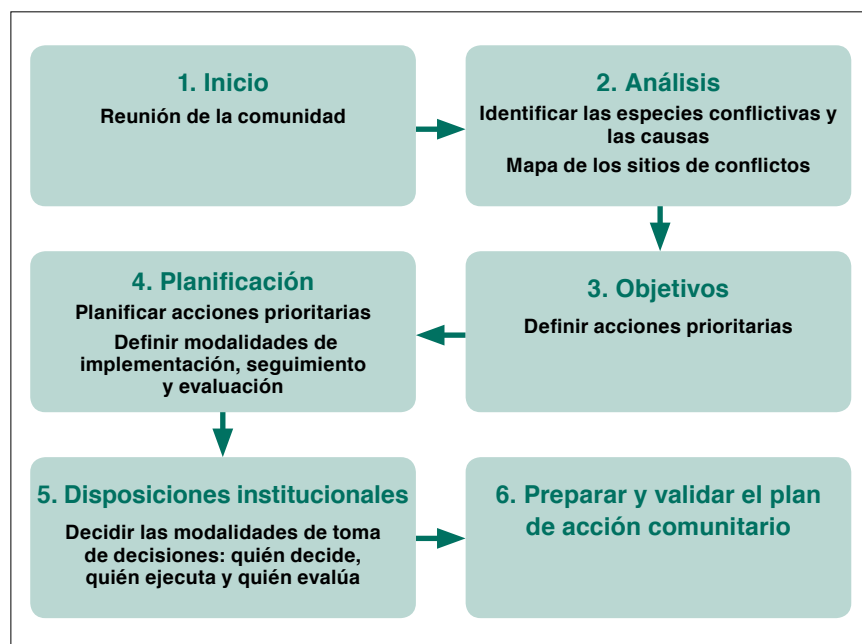 1. Inicio
Reunión de la comunidad
2. Análisis
Identificar las especies conflictivas y
las causas
Mapa de los sitios de conflictos
3. Objetivos
Definir acciones prioritarias
4. Planificación
Planificar acciones prioritarias
Definir modalidades de
implementación, seguimiento
y evaluación
5. Disposiciones institucionales
Decidir las modalidades de toma
de decisiones: quién decide,
quién ejecuta y quién evalúa
6. Preparar y validar el plan
de acción comunitario